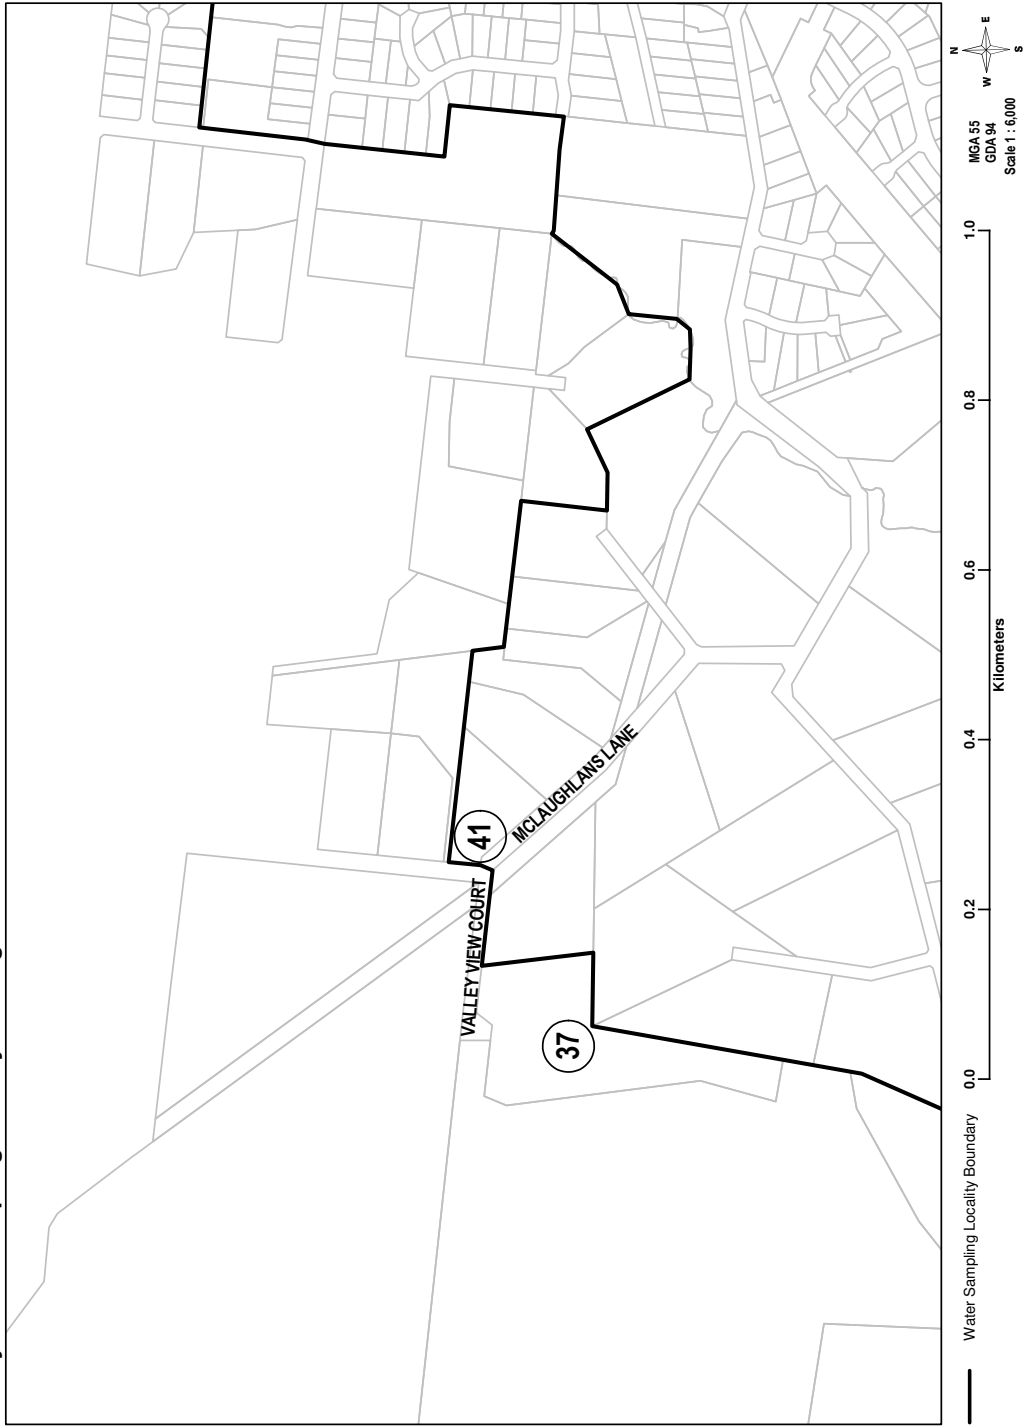 41
MCLAUGHLANS LANE
VALLEY VIEW COURT
37
Water Sampling Locality Boundary
0.0 0.2 0.4 0.6 0.8 1.0
Kilometers
N
W E
S
MGA 55
GDA 94
Scale 1 : 6,000